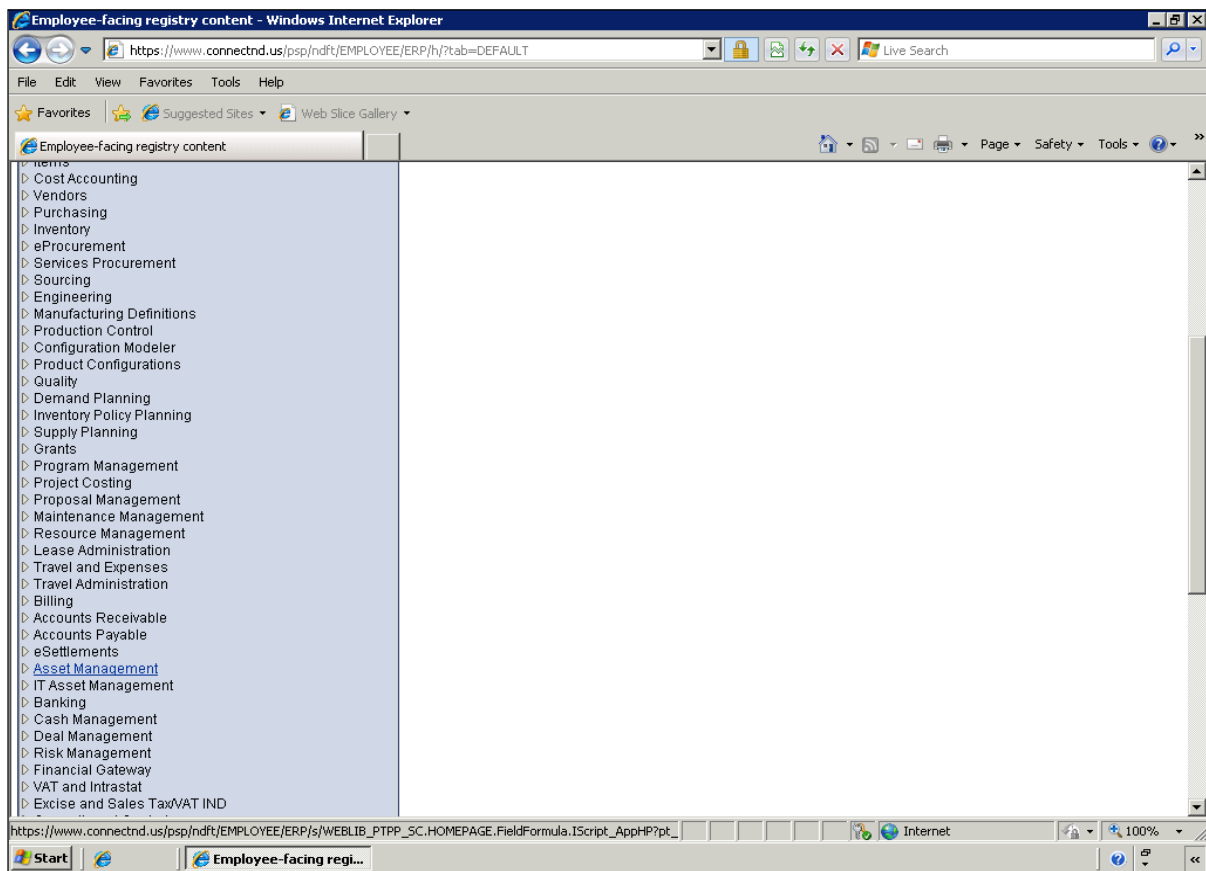 Employee-facing registry content - Windows Internet Explorer
https://www.connectnd.us/psp/ndft/EMPLOYEE/ERP/h/?tab=DEFAULT
Live Search
File Edit View Favorites Tools Help
Favorites Suggested Sites Web Slice Gallery
Employee-facing registry content
Page Safety Tools
Items
Cost Accounting
Vendors
Purchasing
Inventory
eProcurement
Services Procurement
Sourcing
Engineering
Manufacturing Definitions
Production Control
Configuration Modeler
Product Configurations
Quality
Demand Planning
Inventory Policy Planning
Supply Planning
Grants
Program Management
Project Costing
Proposal Management
Maintenance Management
Resource Management
Lease Administration
Travel and Expenses
Travel Administration
Billing
Accounts Receivable
Accounts Payable
eSettlements
Asset Management
IT Asset Management
Banking
Cash Management
Deal Management
Risk Management
Financial Gateway
VAT and Intrastat
Excise and Sales Tax/VAT IND
https://www.connectnd.us/psp/ndft/EMPLOYEE/ERP/s/WEBLIB_PTPP_SC.HOMEPAGE.FieldFormula.IScript_AppHP?pt_ Internet 100%
Start Employee-facing regi...